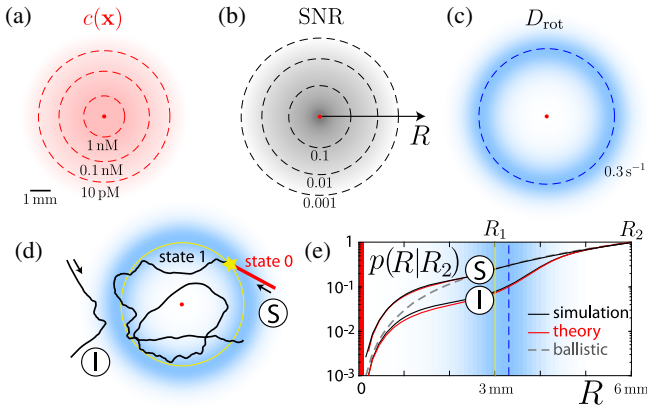 (a) c(x)
1 nM
0.1 nM
10 pM
1 mm
(b) SNR
R
0.1
0.01
0.001
(c) D_rot
0.3 s⁻¹
(d)
state 1
state 0
S
I
(e) p(R|R₂)
R₁
R₂
1
10⁻¹
10⁻²
10⁻³
S
I
simulation
theory
ballistic
0
3 mm
R
6 mm